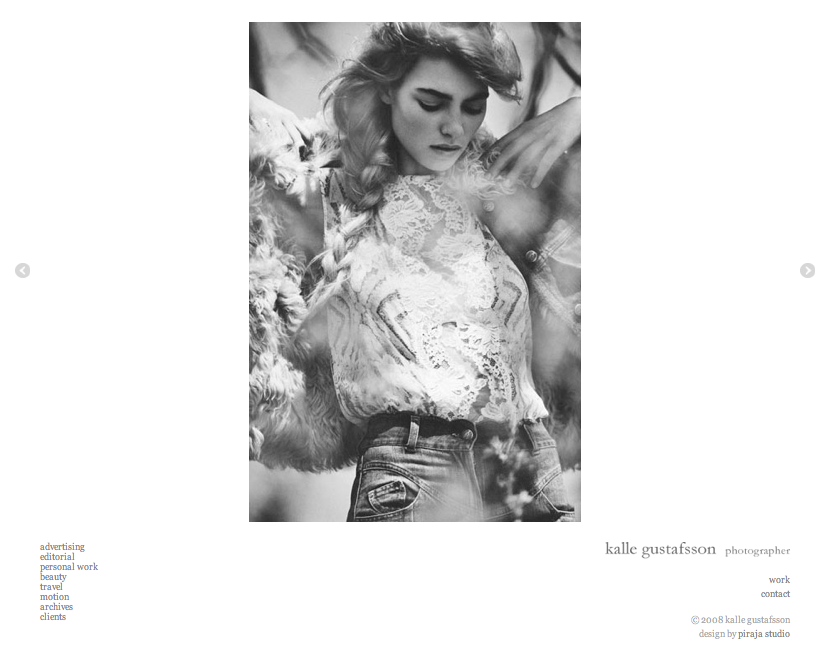 advertising
editorial
personal work
beauty
travel
motion
archives
clients
kalle gustafsson photographer
work
contact
© 2008 kalle gustafsson
design by piraja studio